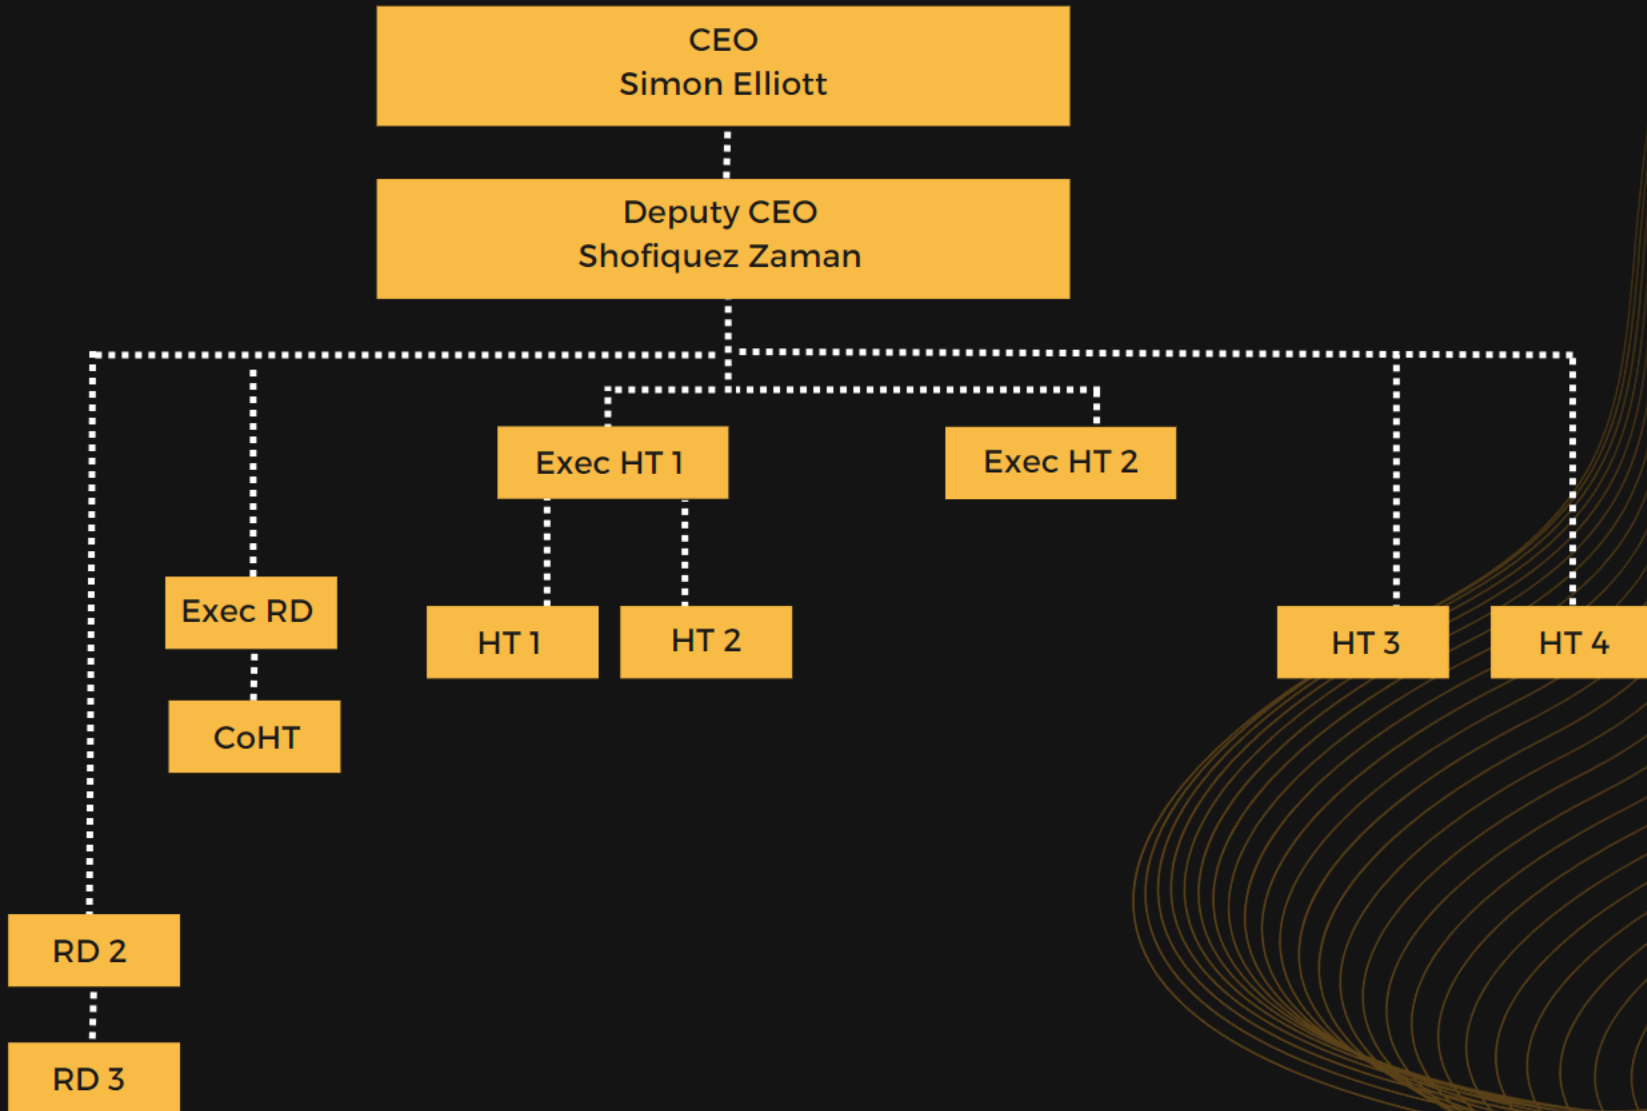 CEO
Simon Elliott
Deputy CEO
Shofiquez Zaman
Exec HT 1
Exec HT 2
Exec RD
HT 1
HT 2
HT 3
HT 4
CoHT
RD 2
RD 3